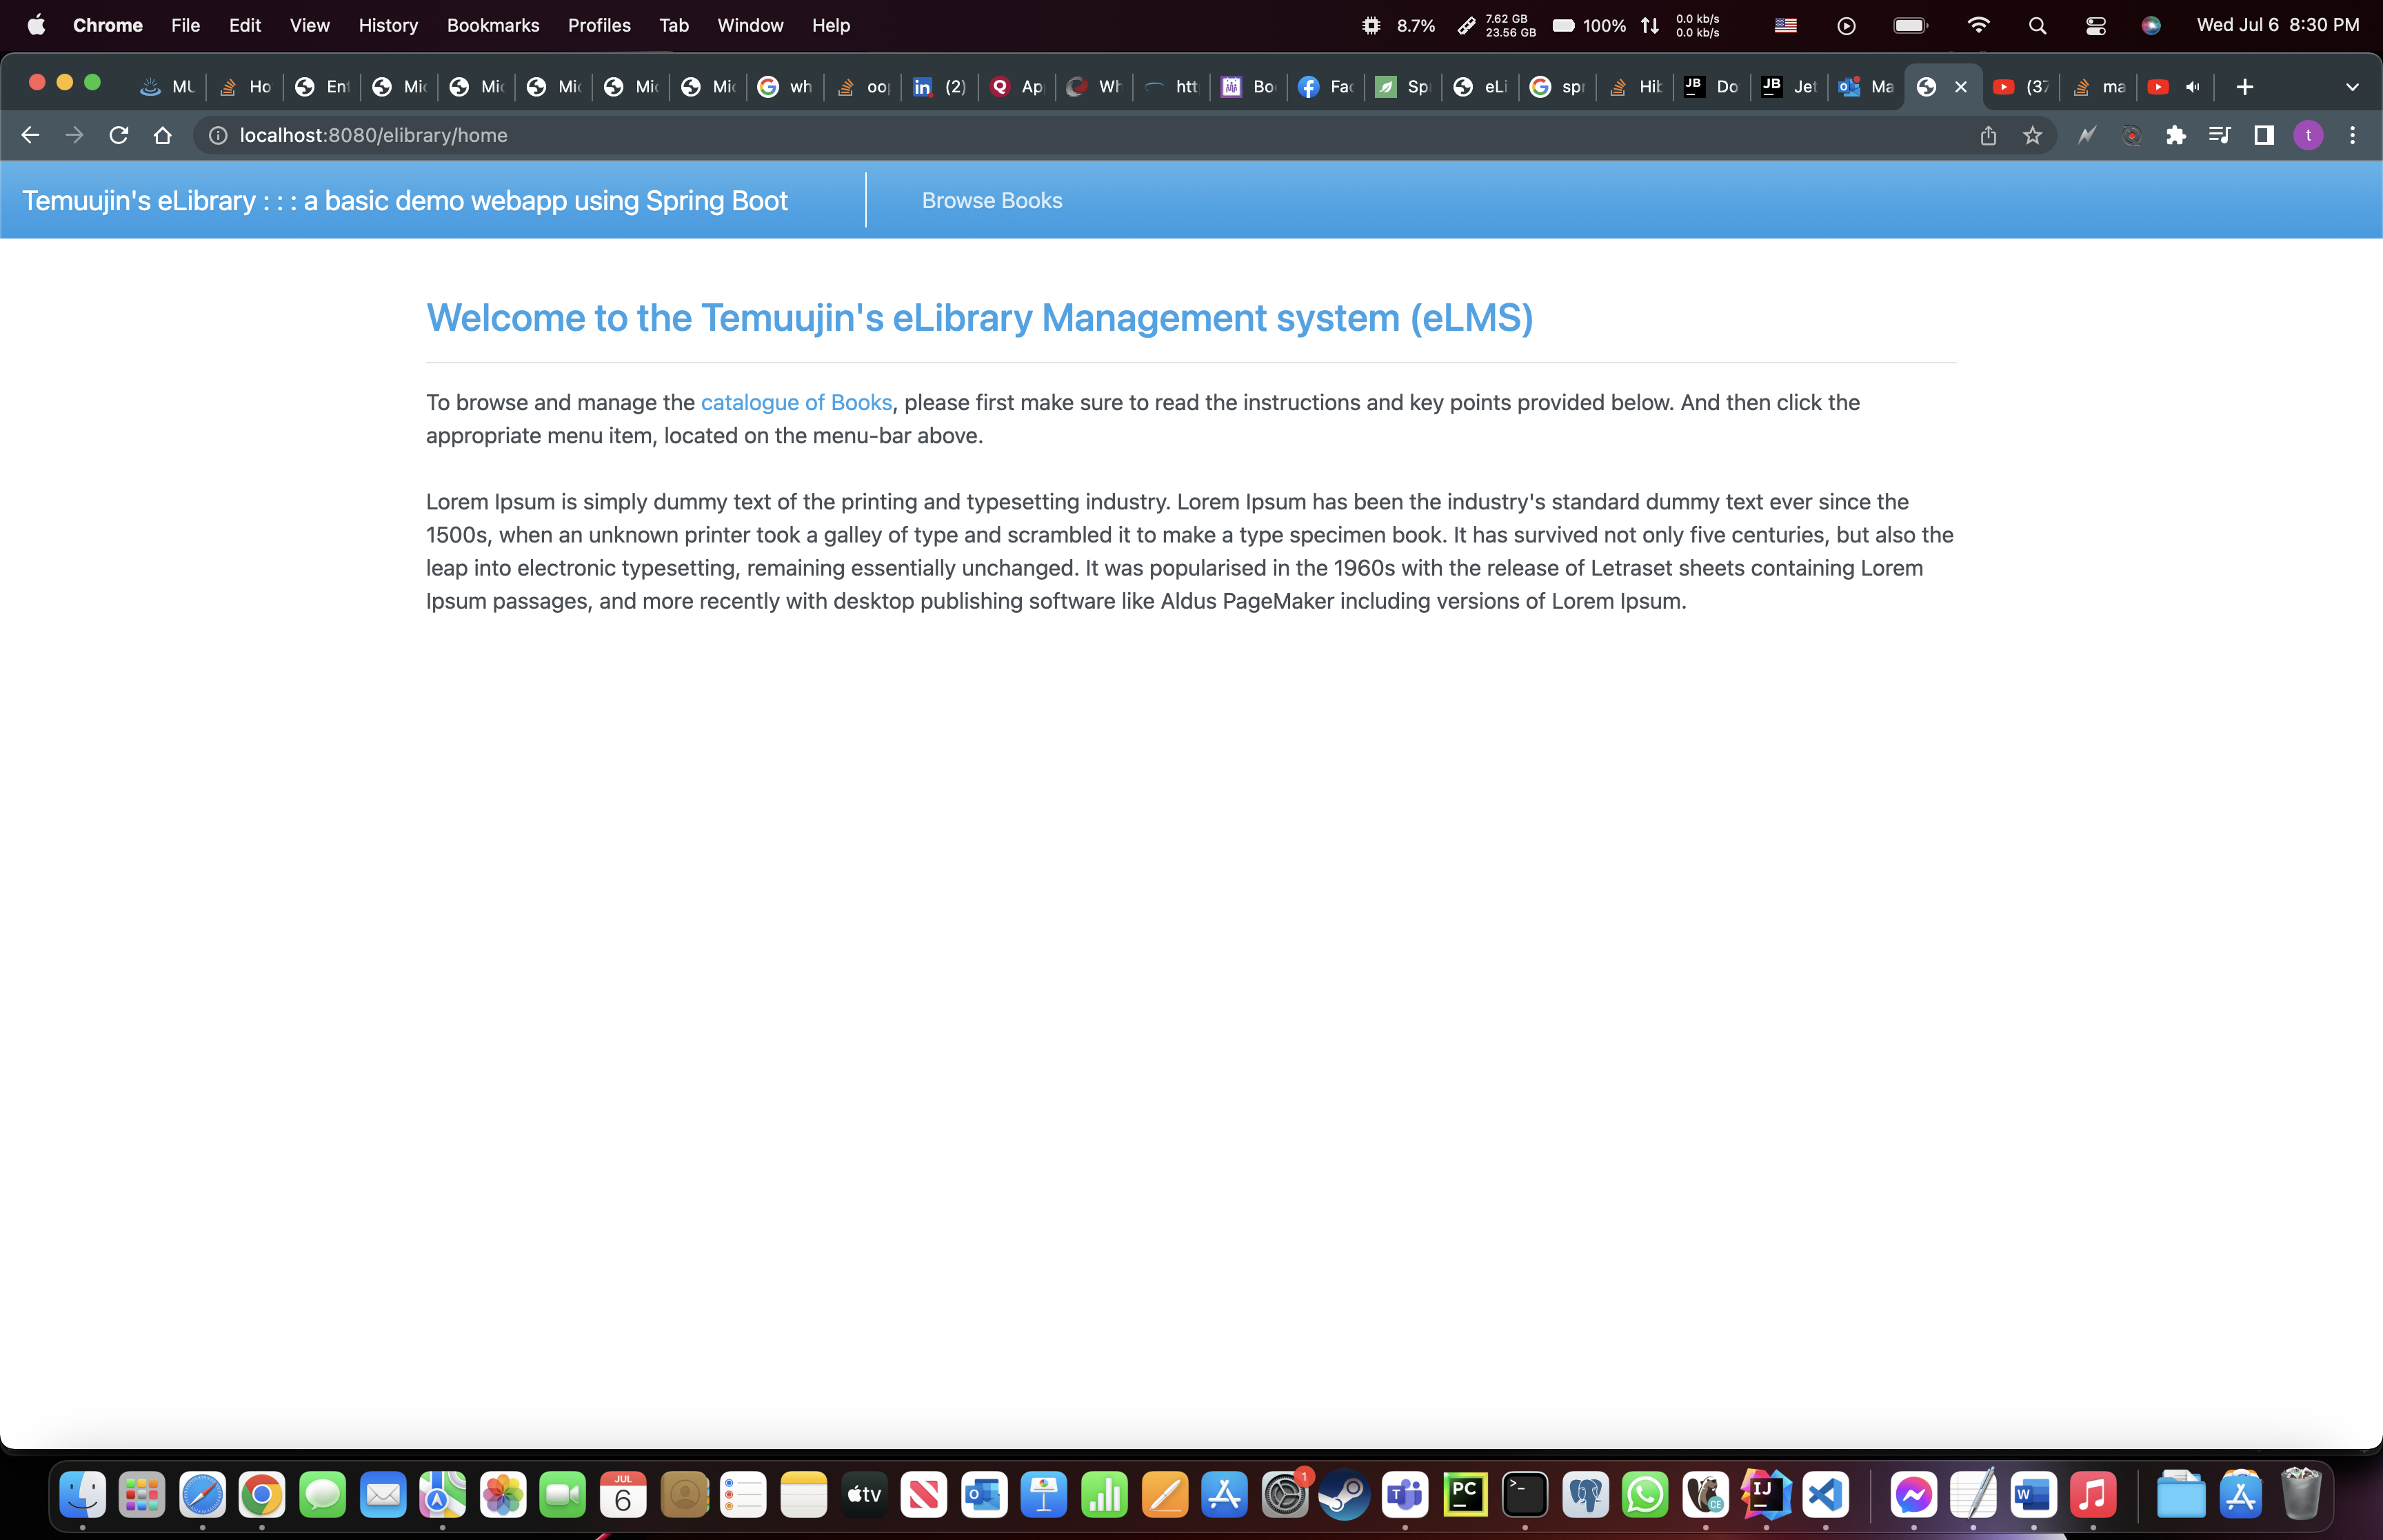 Chrome File Edit View History Bookmarks Profiles Tab Window Help 8.7% 7.62 GB 23.56 GB 100% 0.0 kb/s 0.0 kb/s Wed Jul 6 8:30 PM
MU Ho Ent Mic Mic Mic Mic Mic wh oop in (2) Ap Wh htt Bo Fac Spr eLi spr Hib JB Do JB Jet Ma (37 ma
localhost:8080/elibrary/home t
Temuujin's eLibrary : : : a basic demo webapp using Spring Boot Browse Books
Welcome to the Temuujin's eLibrary Management system (eLMS)
To browse and manage the catalogue of Books, please first make sure to read the instructions and key points provided below. And then click the
appropriate menu item, located on the menu-bar above.
Lorem Ipsum is simply dummy text of the printing and typesetting industry. Lorem Ipsum has been the industry's standard dummy text ever since the
1500s, when an unknown printer took a galley of type and scrambled it to make a type specimen book. It has survived not only five centuries, but also the
leap into electronic typesetting, remaining essentially unchanged. It was popularised in the 1960s with the release of Letraset sheets containing Lorem
Ipsum passages, and more recently with desktop publishing software like Aldus PageMaker including versions of Lorem Ipsum.
JUL 6 tv 1 PC >_ CE IJ W